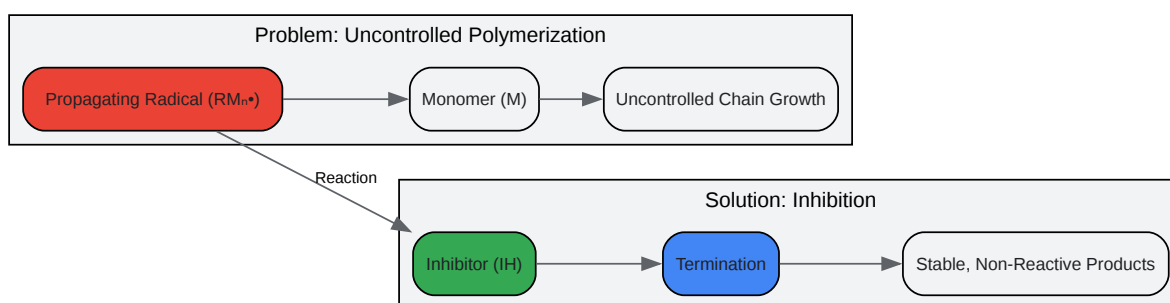 Problem: Uncontrolled Polymerization
Propagating Radical (RMₙ•)
Monomer (M)
Uncontrolled Chain Growth
Reaction
Solution: Inhibition
Inhibitor (IH)
Termination
Stable, Non-Reactive Products